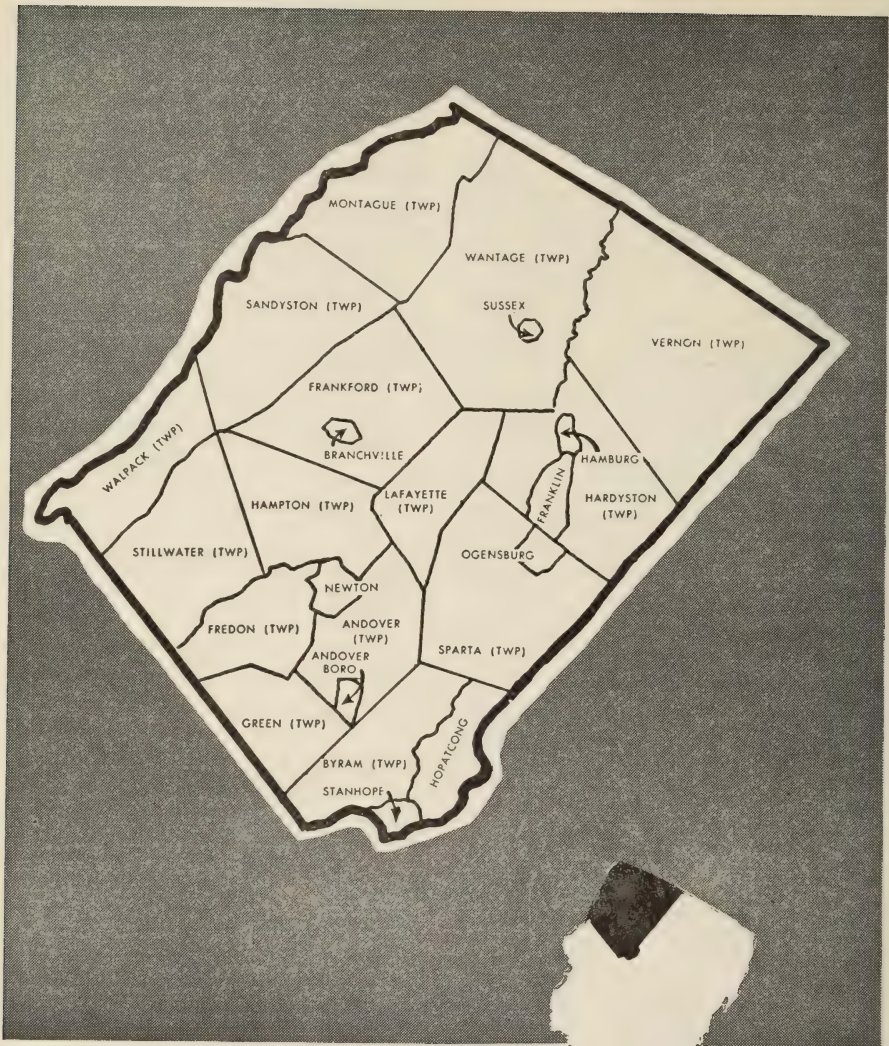 MONTAGUE (TWP)
WANTAGE (TWP)
SANDYSTON (TWP)
SUSSEX
VERNON (TWP)
FRANKFORD (TWP)
BRANCHVILLE
WALPACK (TWP)
HAMBURG
HAMPTON (TWP)
LAFAYETTE
(TWP)
FRANKLIN
HARDYSTON
(TWP)
STILLWATER (TWP)
OGENSBURG
NEWTON
FREDON (TWP)
ANDOVER
(TWP)
SPARTA (TWP)
ANDOVER
BORO
GREEN (TWP)
BYRAM (TWP)
HOPATCONG
STANHOPE